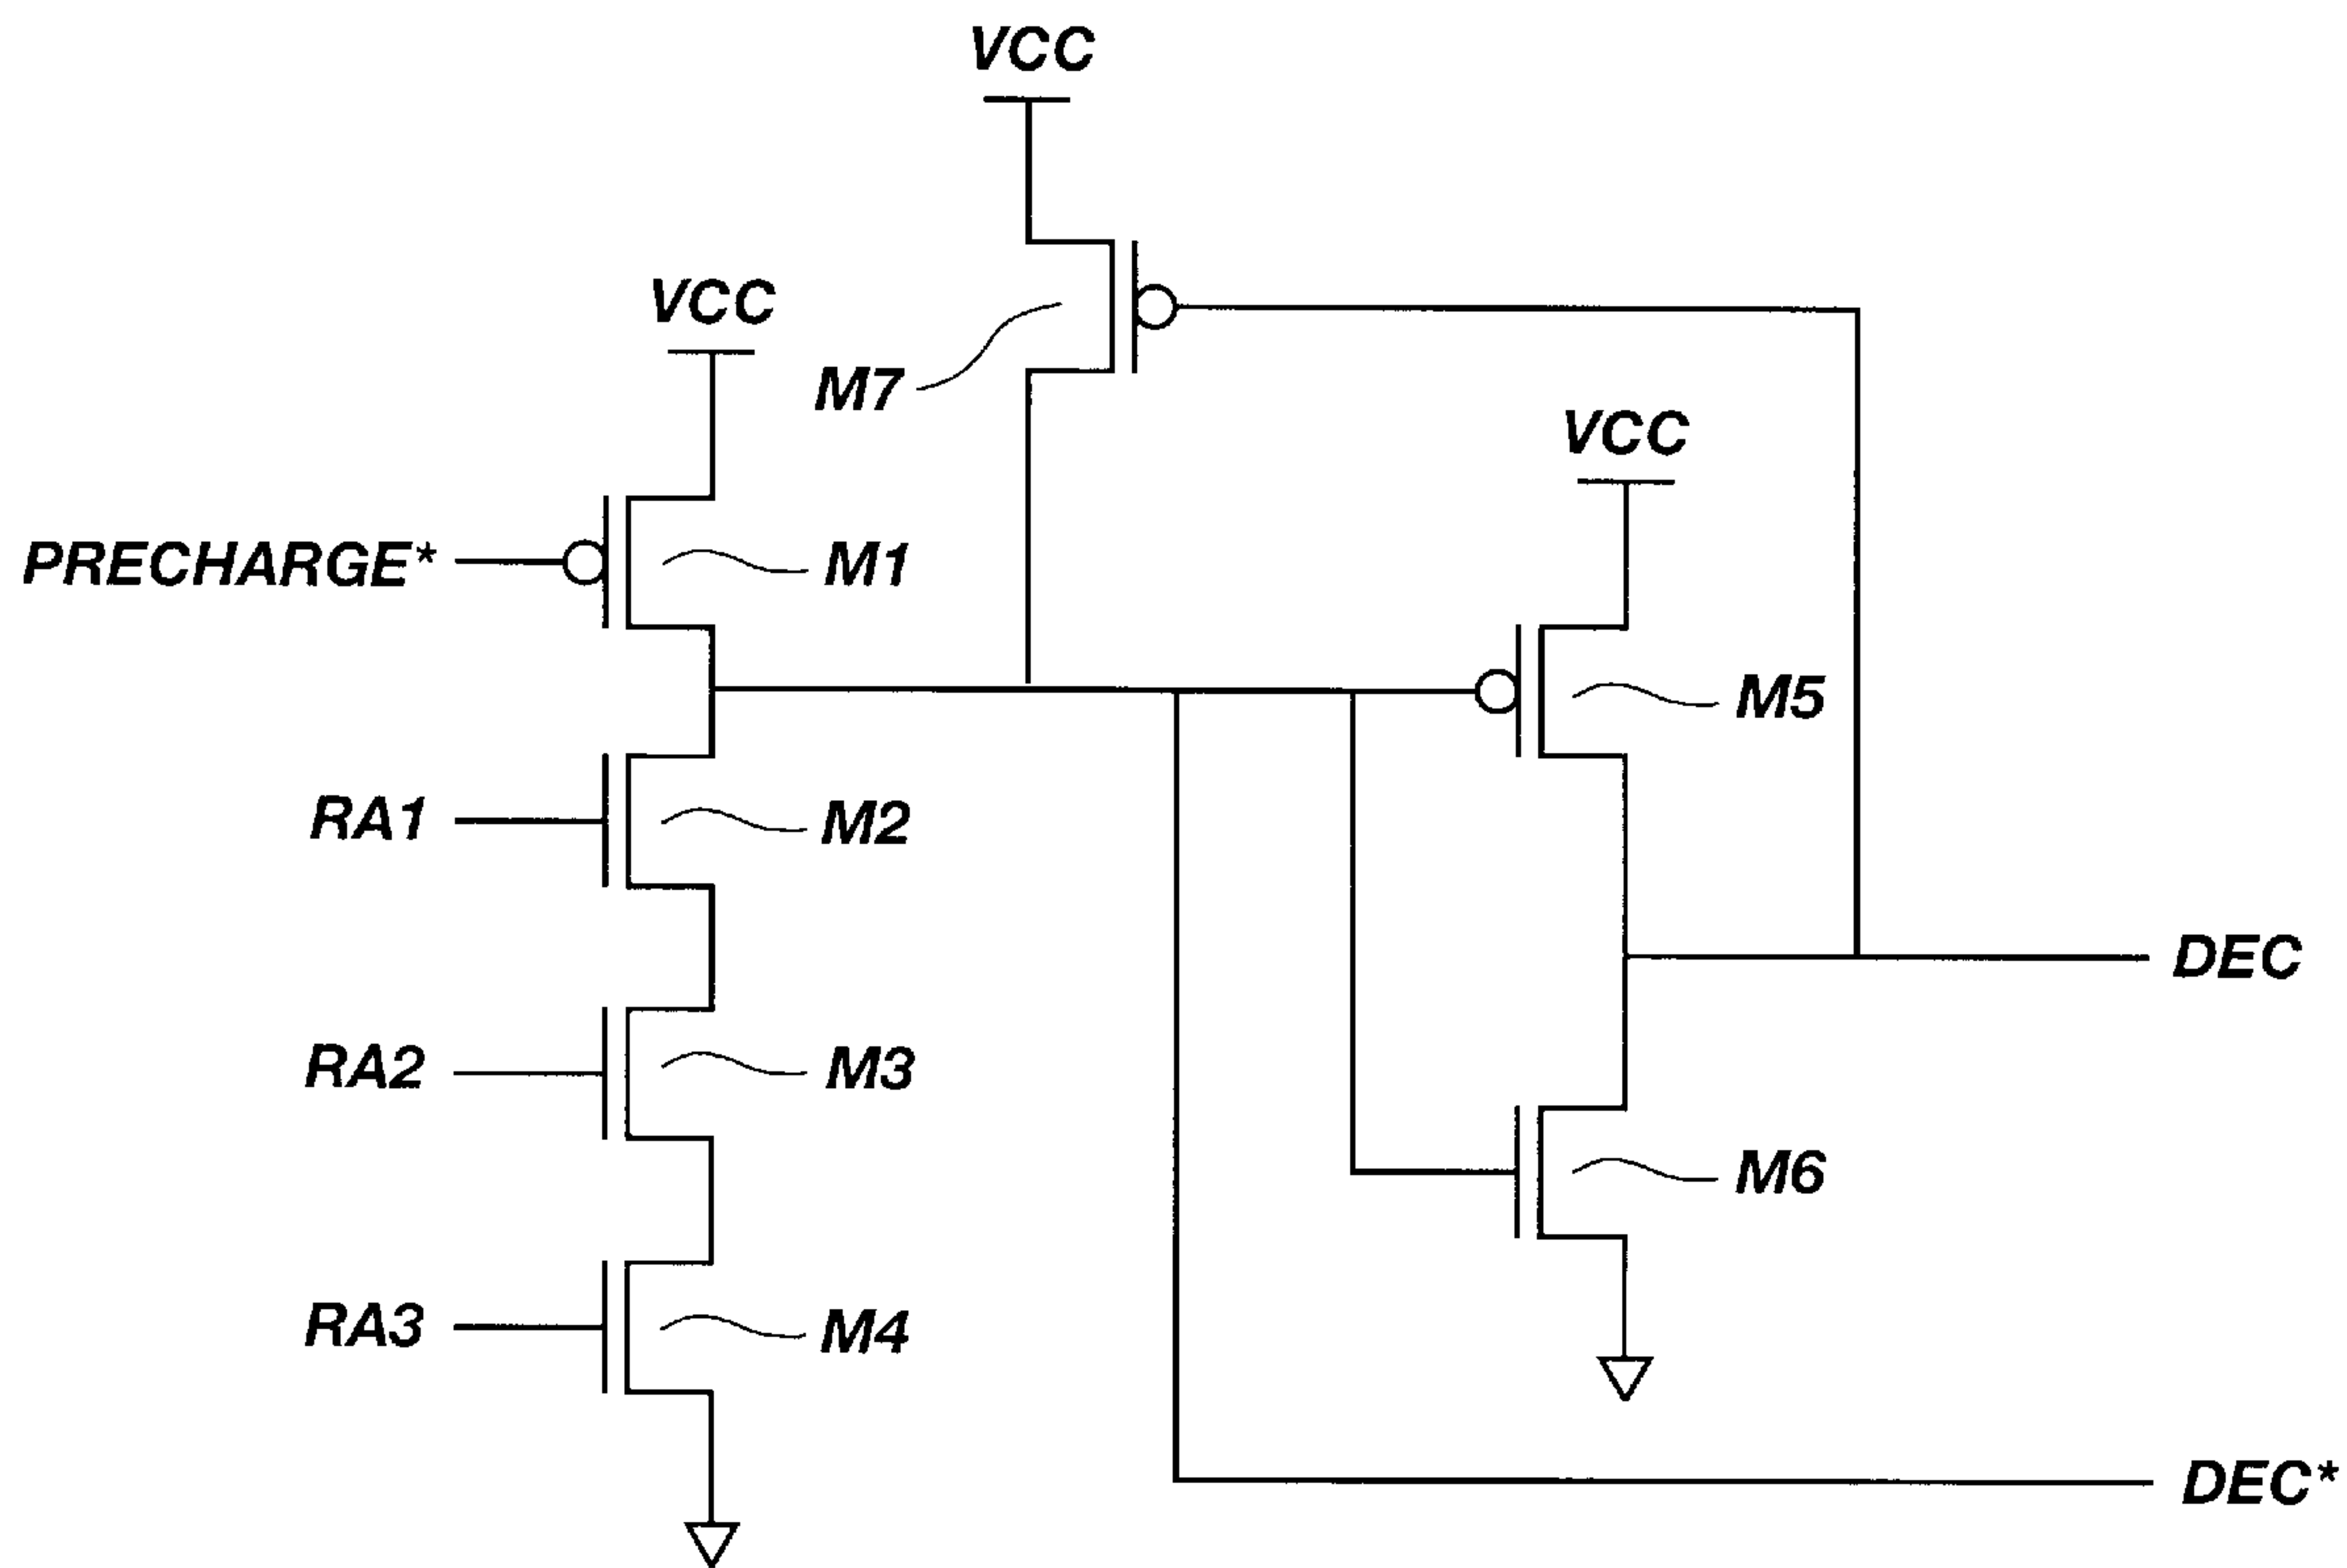 VCC
VCC
M7
VCC
PRECHARGE*
M1
M5
RA1
M2
DEC
RA2
M3
M6
RA3
M4
DEC*